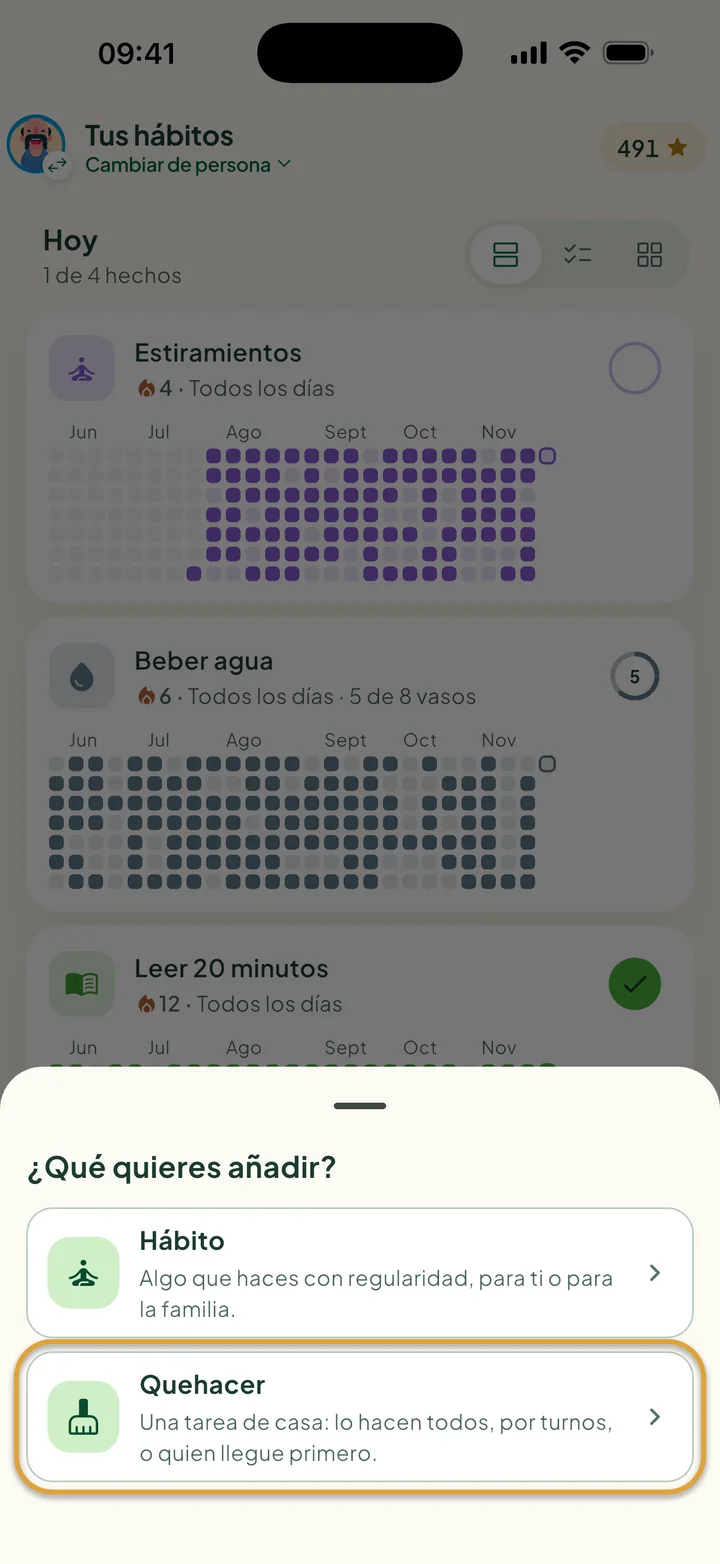 09:41
Tus hábitos
Cambiar de persona
491
Hoy
1 de 4 hechos
Estiramientos
4 · Todos los días
Jun Jul Ago Sept Oct Nov
Beber agua
6 · Todos los días · 5 de 8 vasos
5
Jun Jul Ago Sept Oct Nov
Leer 20 minutos
12 · Todos los días
Jun Jul Ago Sept Oct Nov
¿Qué quieres añadir?
Hábito
Algo que haces con regularidad, para ti o para
la familia.
Quehacer
Una tarea de casa: lo hacen todos, por turnos,
o quien llegue primero.